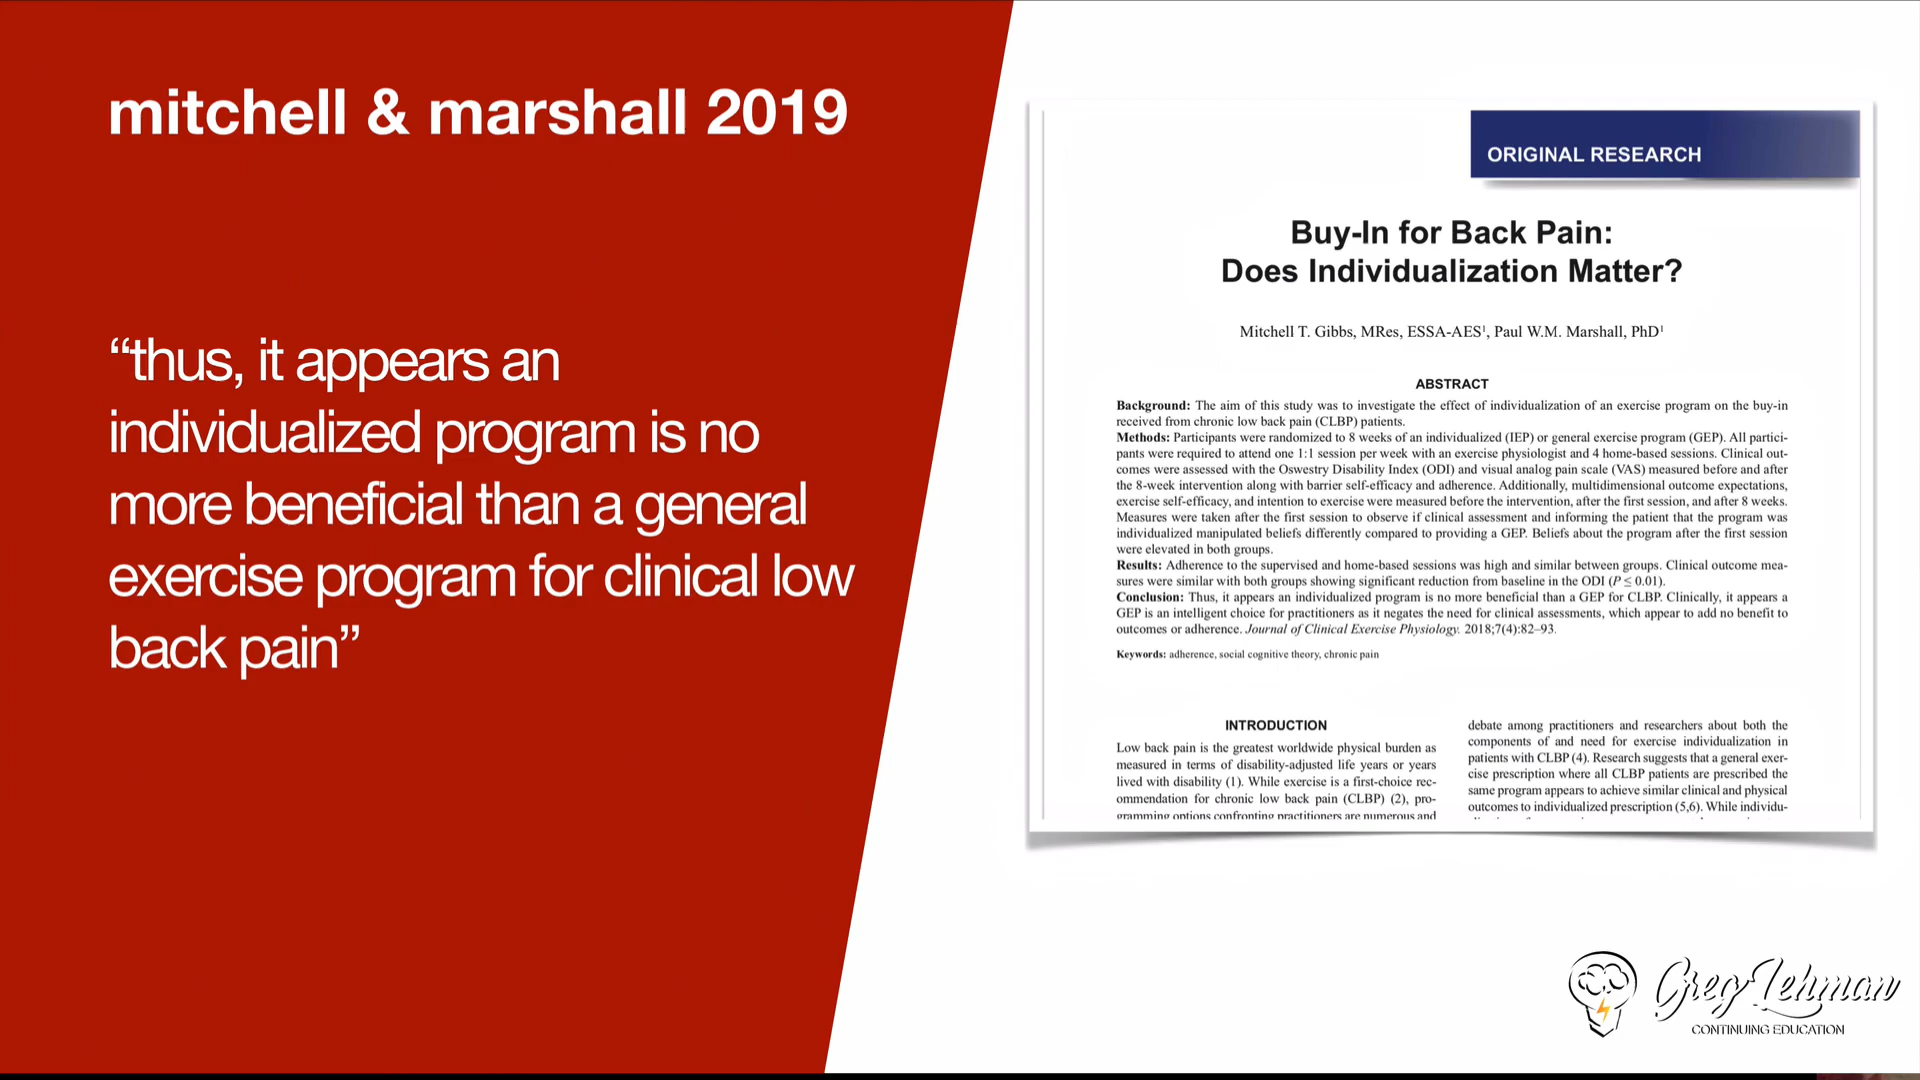 mitchell & marshall 2019
“thus, it appears an
individualized program is no
more beneficial than a general
exercise program for clinical low
back pain”
ORIGINAL RESEARCH
Buy-In for Back Pain:
Does Individualization Matter?
Mitchell T. Gibbs, MRes, ESSA-AES¹, Paul W.M. Marshall, PhD¹
ABSTRACT
Background: The aim of this study was to investigate the effect of individualization of an exercise program on the buy-in
received from chronic low back pain (CLBP) patients.
Methods: Participants were randomized to 8 weeks of an individualized (IEP) or general exercise program (GEP). All partici-
pants were required to attend one 1:1 session per week with an exercise physiologist and 4 home-based sessions. Clinical out-
comes were assessed with the Oswestry Disability Index (ODI) and visual analog pain scale (VAS) measured before and after
the 8-week intervention along with barrier self-efficacy and adherence. Additionally, multidimensional outcome expectations,
exercise self-efficacy, and intention to exercise were measured before the intervention, after the first session, and after 8 weeks.
Measures were taken after the first session to observe if clinical assessment and informing the patient that the program was
individualized manipulated beliefs differently compared to providing a GEP. Beliefs about the program after the first session
were elevated in both groups.
Results: Adherence to the supervised and home-based sessions was high and similar between groups. Clinical outcome mea-
sures were similar with both groups showing significant reduction from baseline in the ODI (P ≤ 0.01).
Conclusion: Thus, it appears an individualized program is no more beneficial than a GEP for CLBP. Clinically, it appears a
GEP is an intelligent choice for practitioners as it negates the need for clinical assessments, which appear to add no benefit to
outcomes or adherence. Journal of Clinical Exercise Physiology. 2018;7(4):82–93.
Keywords: adherence, social cognitive theory, chronic pain
INTRODUCTION
Low back pain is the greatest worldwide physical burden as
measured in terms of disability-adjusted life years or years
lived with disability (1). While exercise is a first-choice rec-
ommendation for chronic low back pain (CLBP) (2), pro-
gramming options confronting practitioners are numerous and
debate among practitioners and researchers about both the
components of and need for exercise individualization in
patients with CLBP (4). Research suggests that a general exer-
cise prescription where all CLBP patients are prescribed the
same program appears to achieve similar clinical and physical
outcomes to individualized prescription (5,6). While individu-
Greg Lehman
CONTINUING EDUCATION